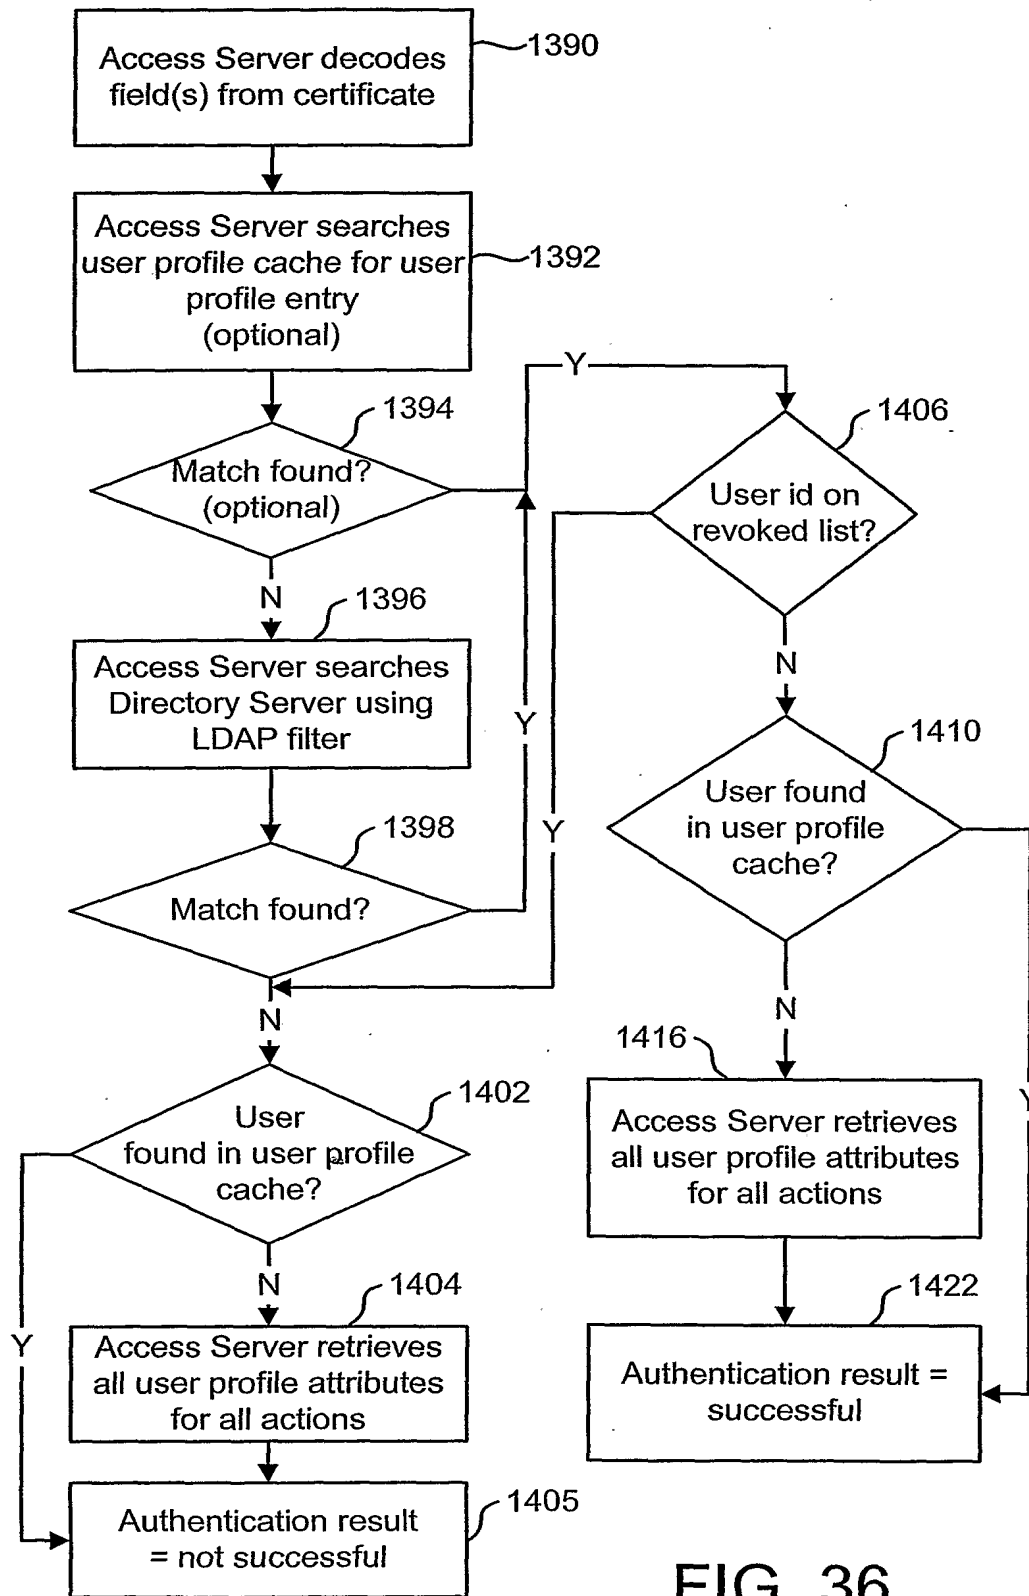 Access Server decodes
field(s) from certificate
1390
Access Server searches
user profile cache for user
profile entry
(optional)
1392
Y
1394
Match found?
(optional)
1406
User id on
revoked list?
N
1396
Access Server searches
Directory Server using
LDAP filter
N
Y
1410
User found
in user profile
cache?
1398
Match found?
Y
N
N
1416
Access Server retrieves
all user profile attributes
for all actions
Y
1402
User
found in user profile
cache?
N
1404
Access Server retrieves
all user profile attributes
for all actions
Y
1422
Authentication result =
successful
1405
Authentication result
= not successful
FIG. 36